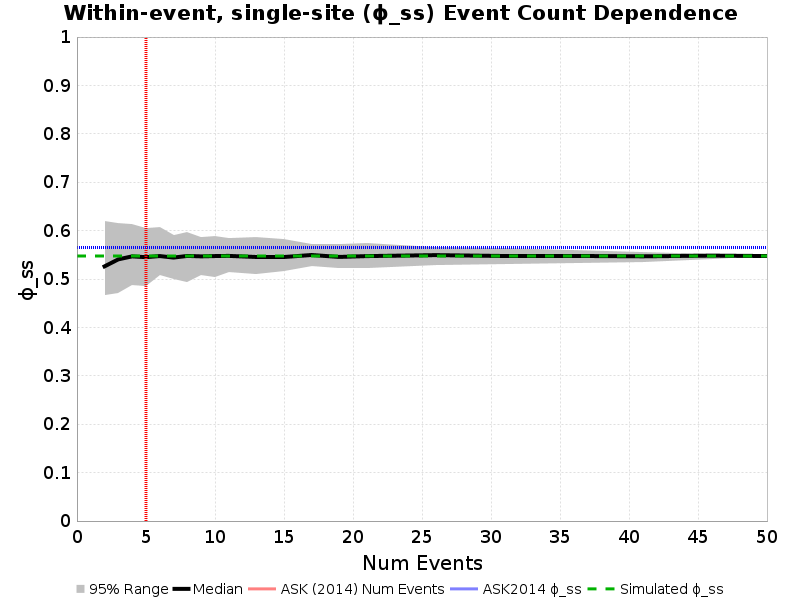 Within-event, single-site (ϕ_ss) Event Count Dependence
1
0.9
0.8
0.7
0.6
0.5
0.4
0.3
0.2
0.1
0
ϕ_ss
0 5 10 15 20 25 30 35 40 45 50
Num Events
95% Range Median ASK (2014) Num Events ASK2014 ϕ_ss Simulated ϕ_ss